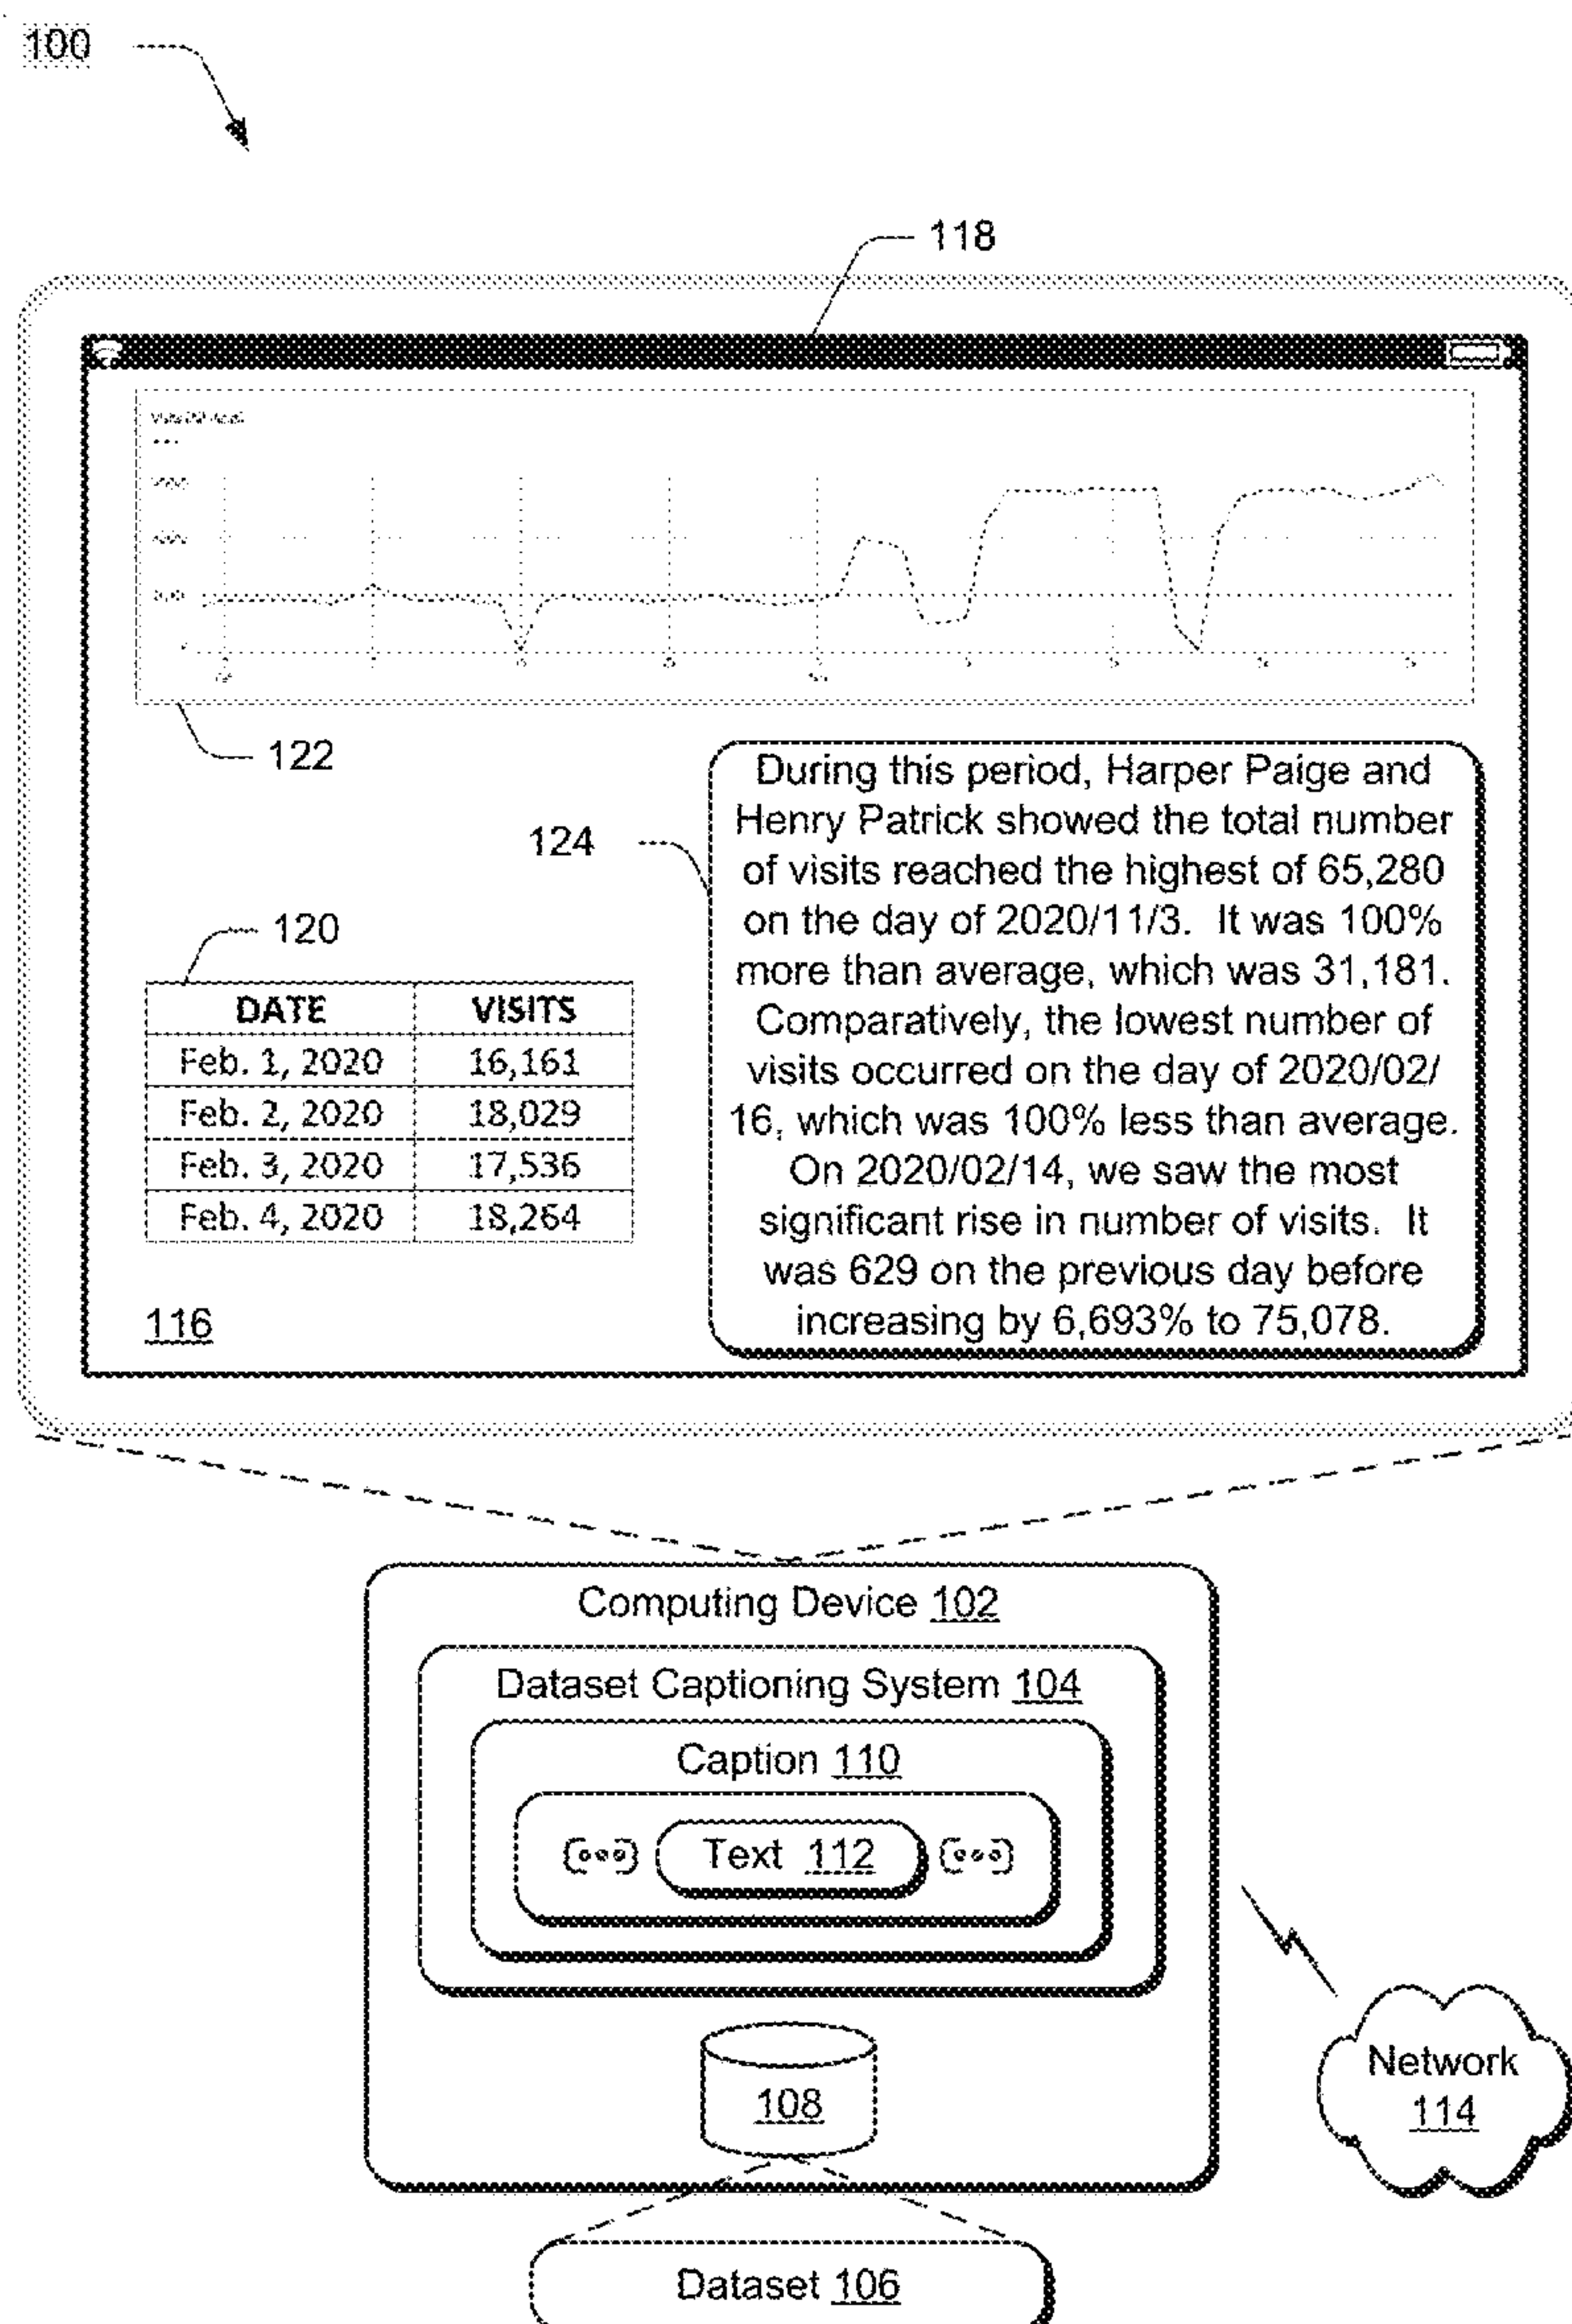 100
118
122
During this period, Harper Paige and
Henry Patrick showed the total number
of visits reached the highest of 65,280
on the day of 2020/11/3. It was 100%
more than average, which was 31,181.
Comparatively, the lowest number of
visits occurred on the day of 2020/02/
16, which was 100% less than average.
On 2020/02/14, we saw the most
significant rise in number of visits. It
was 629 on the previous day before
increasing by 6,693% to 75,078.
124
120
DATE VISITS
Feb. 1, 2020 16,161
Feb. 2, 2020 18,029
Feb. 3, 2020 17,536
Feb. 4, 2020 18,264
116
Computing Device 102
Dataset Captioning System 104
Caption 110
Text 112
108
Network
114
Dataset 106